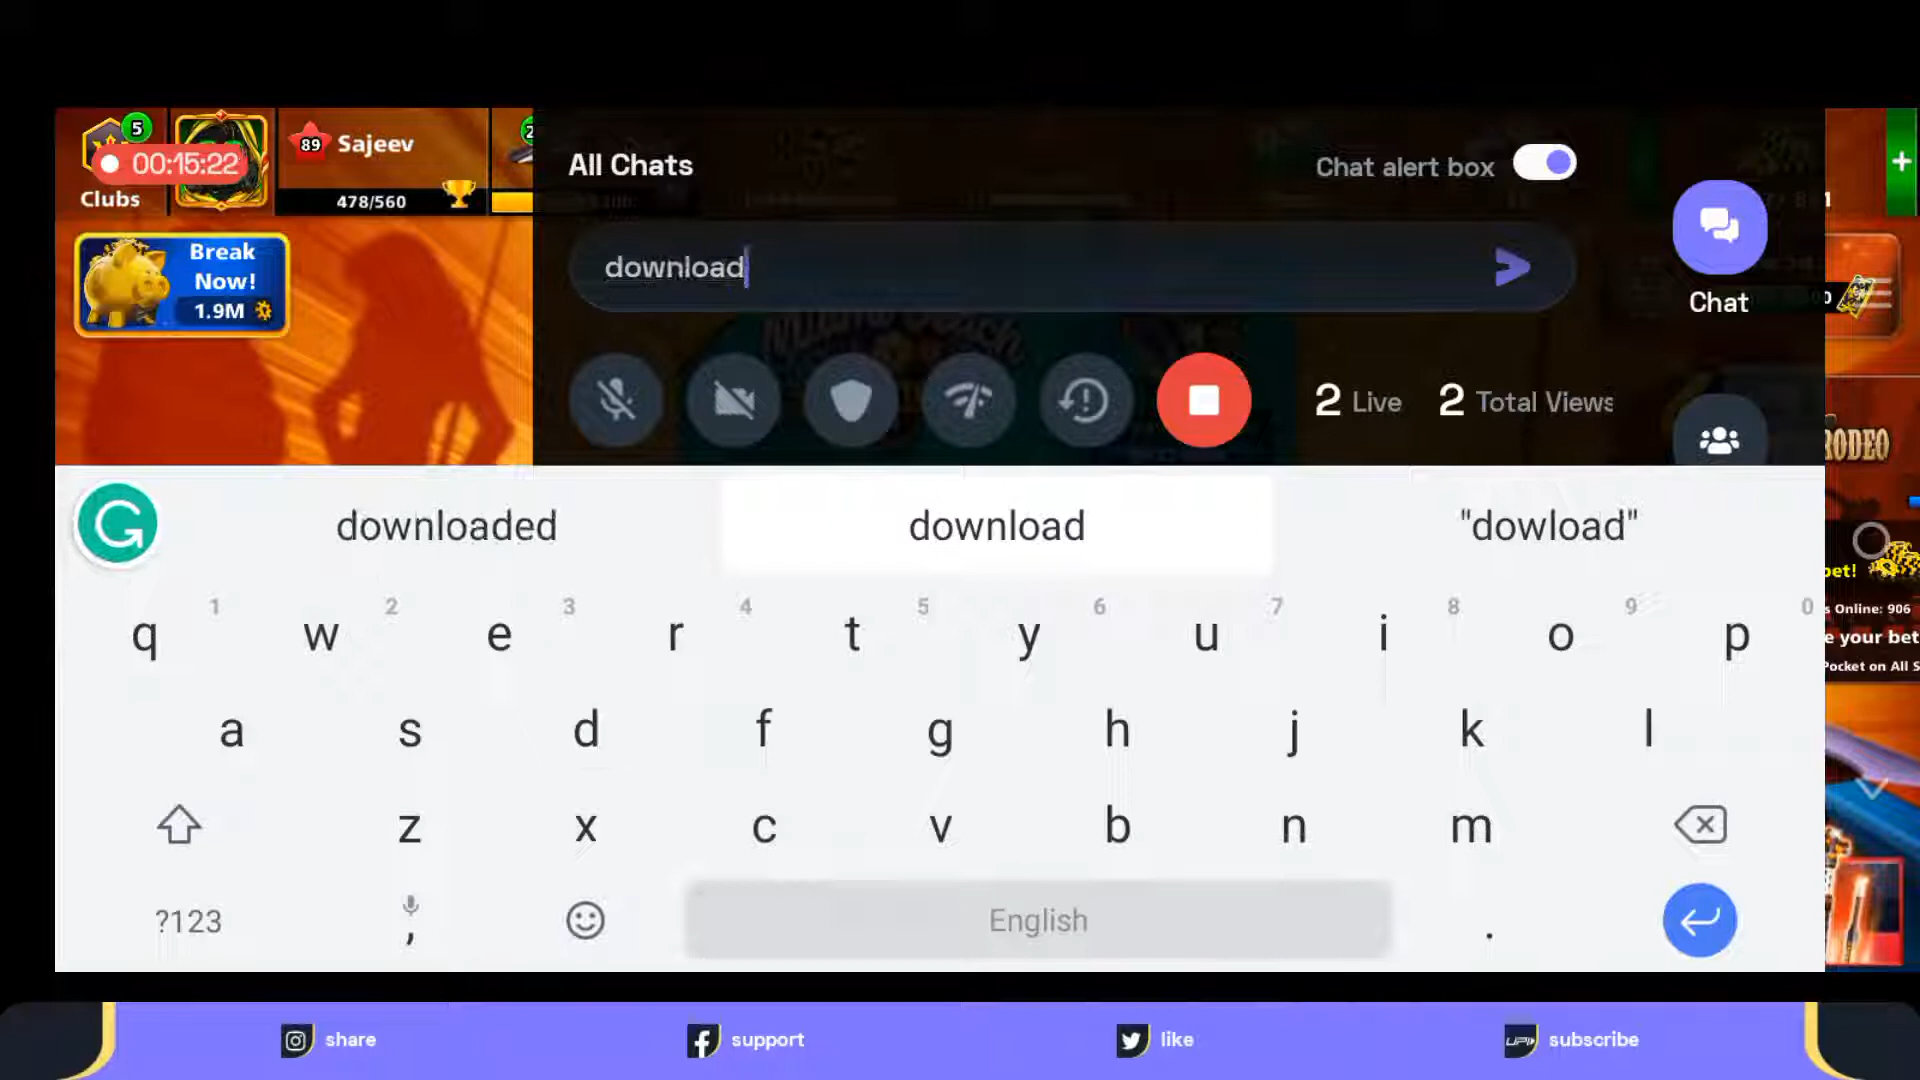 5
00:15:22
Clubs
89 Sajeev
478/560
2
Break
Now!
1.9M
All Chats
Chat alert box
download
Chat
2 Live 2 Total Views
RODEO
bet!
s Online: 906
e your bet
Pocket on All S
downloaded download "dowload"
1 2 3 4 5 6 7 8 9 0
q w e r t y u i o p
a s d f g h j k l
z x c v b n m
?123 , English .
share support like subscribe